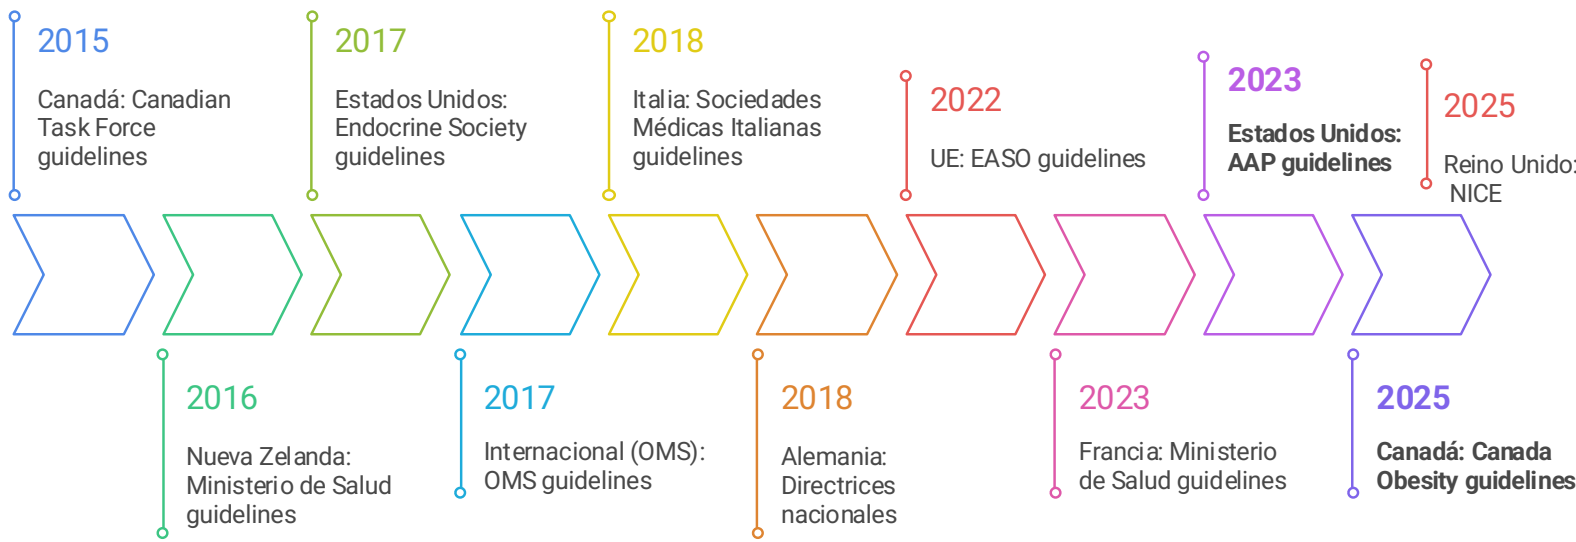 2015
Canadá: Canadian
Task Force
guidelines
2017
Estados Unidos:
Endocrine Society
guidelines
2018
Italia: Sociedades
Médicas Italianas
guidelines
2022
UE: EASO guidelines
2023
Estados Unidos:
AAP guidelines
2025
Reino Unido:
NICE
2016
Nueva Zelanda:
Ministerio de Salud
guidelines
2017
Internacional (OMS):
OMS guidelines
2018
Alemania:
Directrices
nacionales
2023
Francia: Ministerio
de Salud guidelines
2025
Canadá: Canada
Obesity guidelines